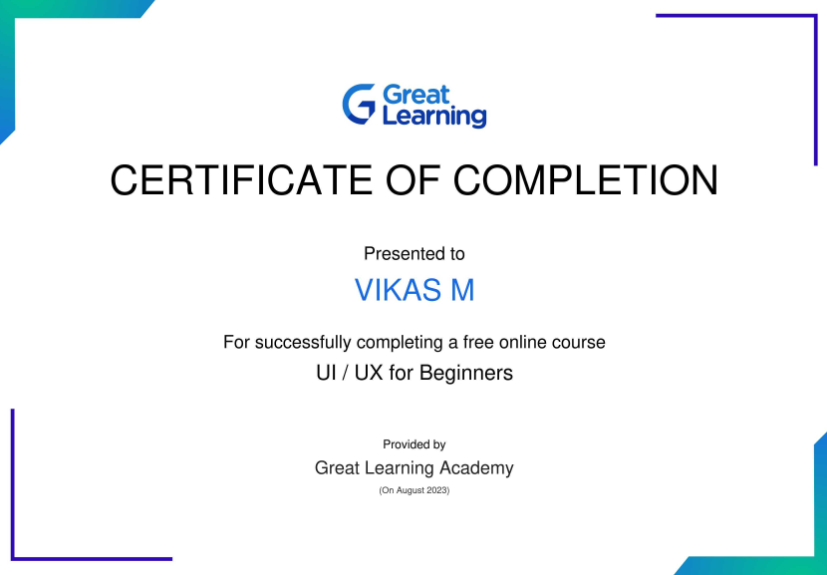 Great
Learning
CERTIFICATE OF COMPLETION
Presented to
VIKAS M
For successfully completing a free online course
UI / UX for Beginners
Provided by
Great Learning Academy
(On August 2023)